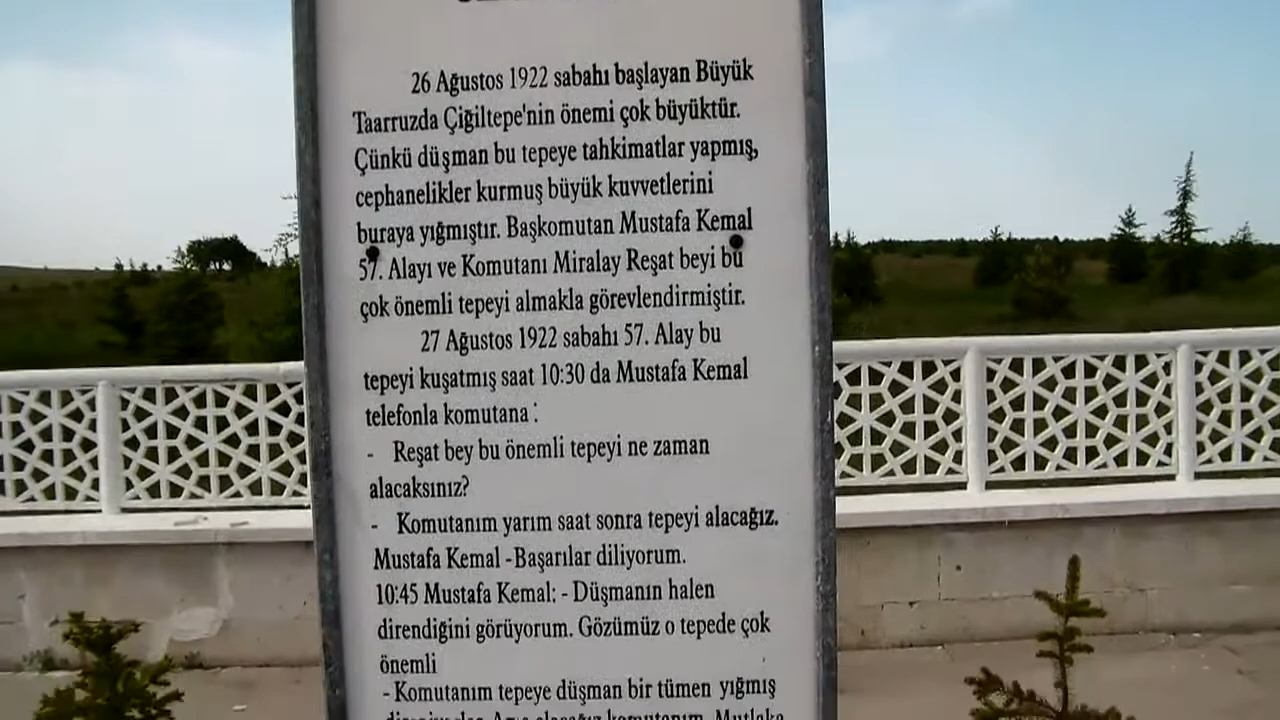 26 Ağustos 1922 sabahı başlayan Büyük
Taarruzda Çiğiltepe'nin önemi çok büyüktür.
Çünkü düşman bu tepeye tahkimatlar yapmış,
cephanelikler kurmuş büyük kuvvetlerini
buraya yığmıştır. Başkomutan Mustafa Kemal
57. Alayı ve Komutanı Miralay Reşat beyi bu
çok önemli tepeyi almakla görevlendirmiştir.
27 Ağustos 1922 sabahı 57. Alay bu
tepeyi kuşatmış saat 10:30 da Mustafa Kemal
telefonla komutana :
- Reşat bey bu önemli tepeyi ne zaman
alacaksınız?
- Komutanım yarım saat sonra tepeyi alacağız.
Mustafa Kemal -Başarılar diliyorum.
10:45 Mustafa Kemal: - Düşmanın halen
direndiğini görüyorum. Gözümüz o tepede çok
önemli
-Komutanım tepeye düşman bir tümen yığmış
alacağız komutanım. Mutlaka